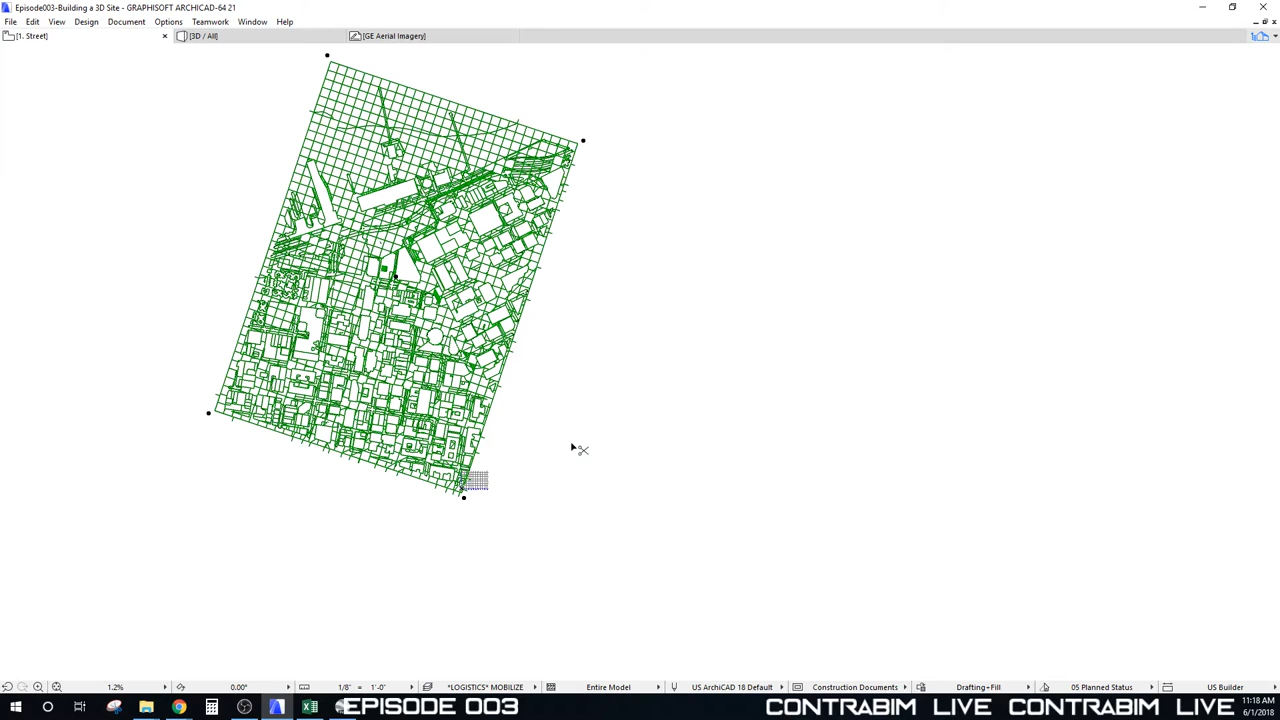 Episode003-Building a 3D Site - GRAPHISOFT ARCHICAD-64 21
File Edit View Design Document Options Teamwork Window Help
[1. Street] [3D / All] [GE Aerial Imagery]
1.2% 0.00° 1/8" = 1'-0" *LOGISTICS* MOBILIZE Entire Model US ArchiCAD 18 Default Construction Documents Drafting+Fill 05 Planned Status US Builder
EPISODE 003 CONTRABIM LIVE CONTRABIM LIVE 11:18 AM
6/1/2018